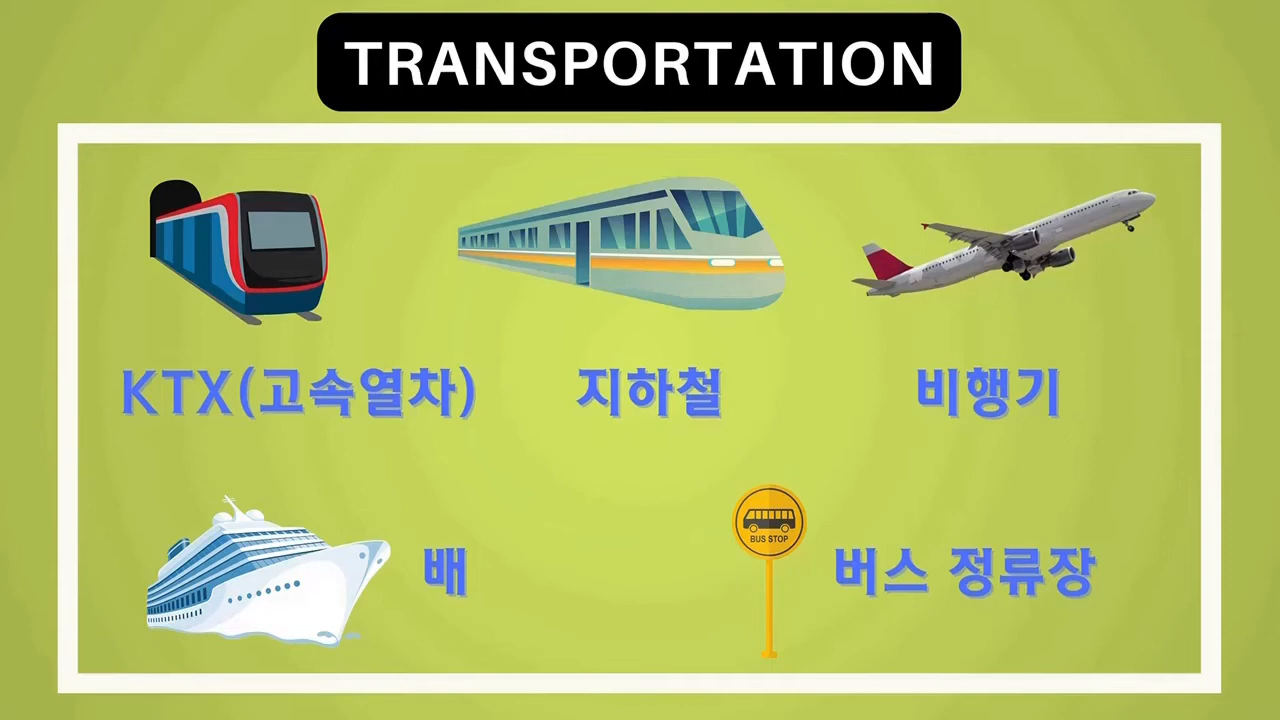 TRANSPORTATION
KTX(고속열차)
지하철
비행기
배
BUS STOP
버스 정류장